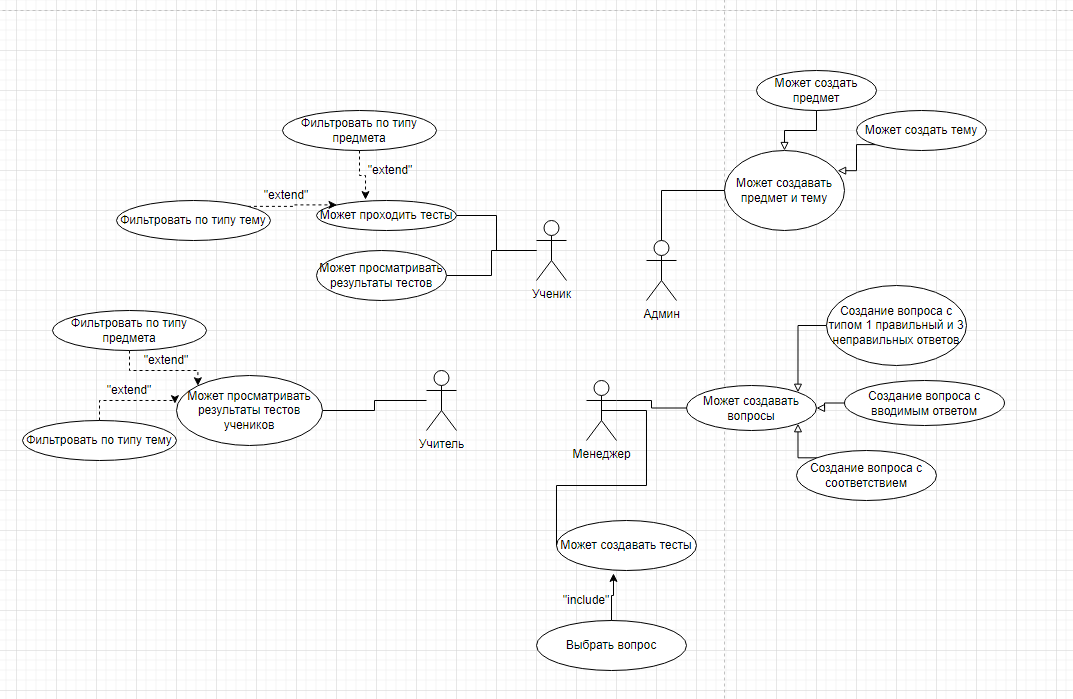 Может создать
предмет
Может создать тему
Может создавать
предмет и тему
Админ
Фильтровать по типу
предмета
"extend"
"extend"
Фильтровать по типу тему
Может проходить тесты
Может просматривать
результаты тестов
Ученик
Фильтровать по типу
предмета
"extend"
"extend"
Фильтровать по типу тему
Может просматривать
результаты тестов
учеников
Учитель
Создание вопроса с
типом 1 правильный и 3
неправильных ответов
Создание вопроса с
вводимым ответом
Может создавать
вопросы
Создание вопроса с
соответствием
Менеджер
Может создавать тесты
"include"
Выбрать вопрос